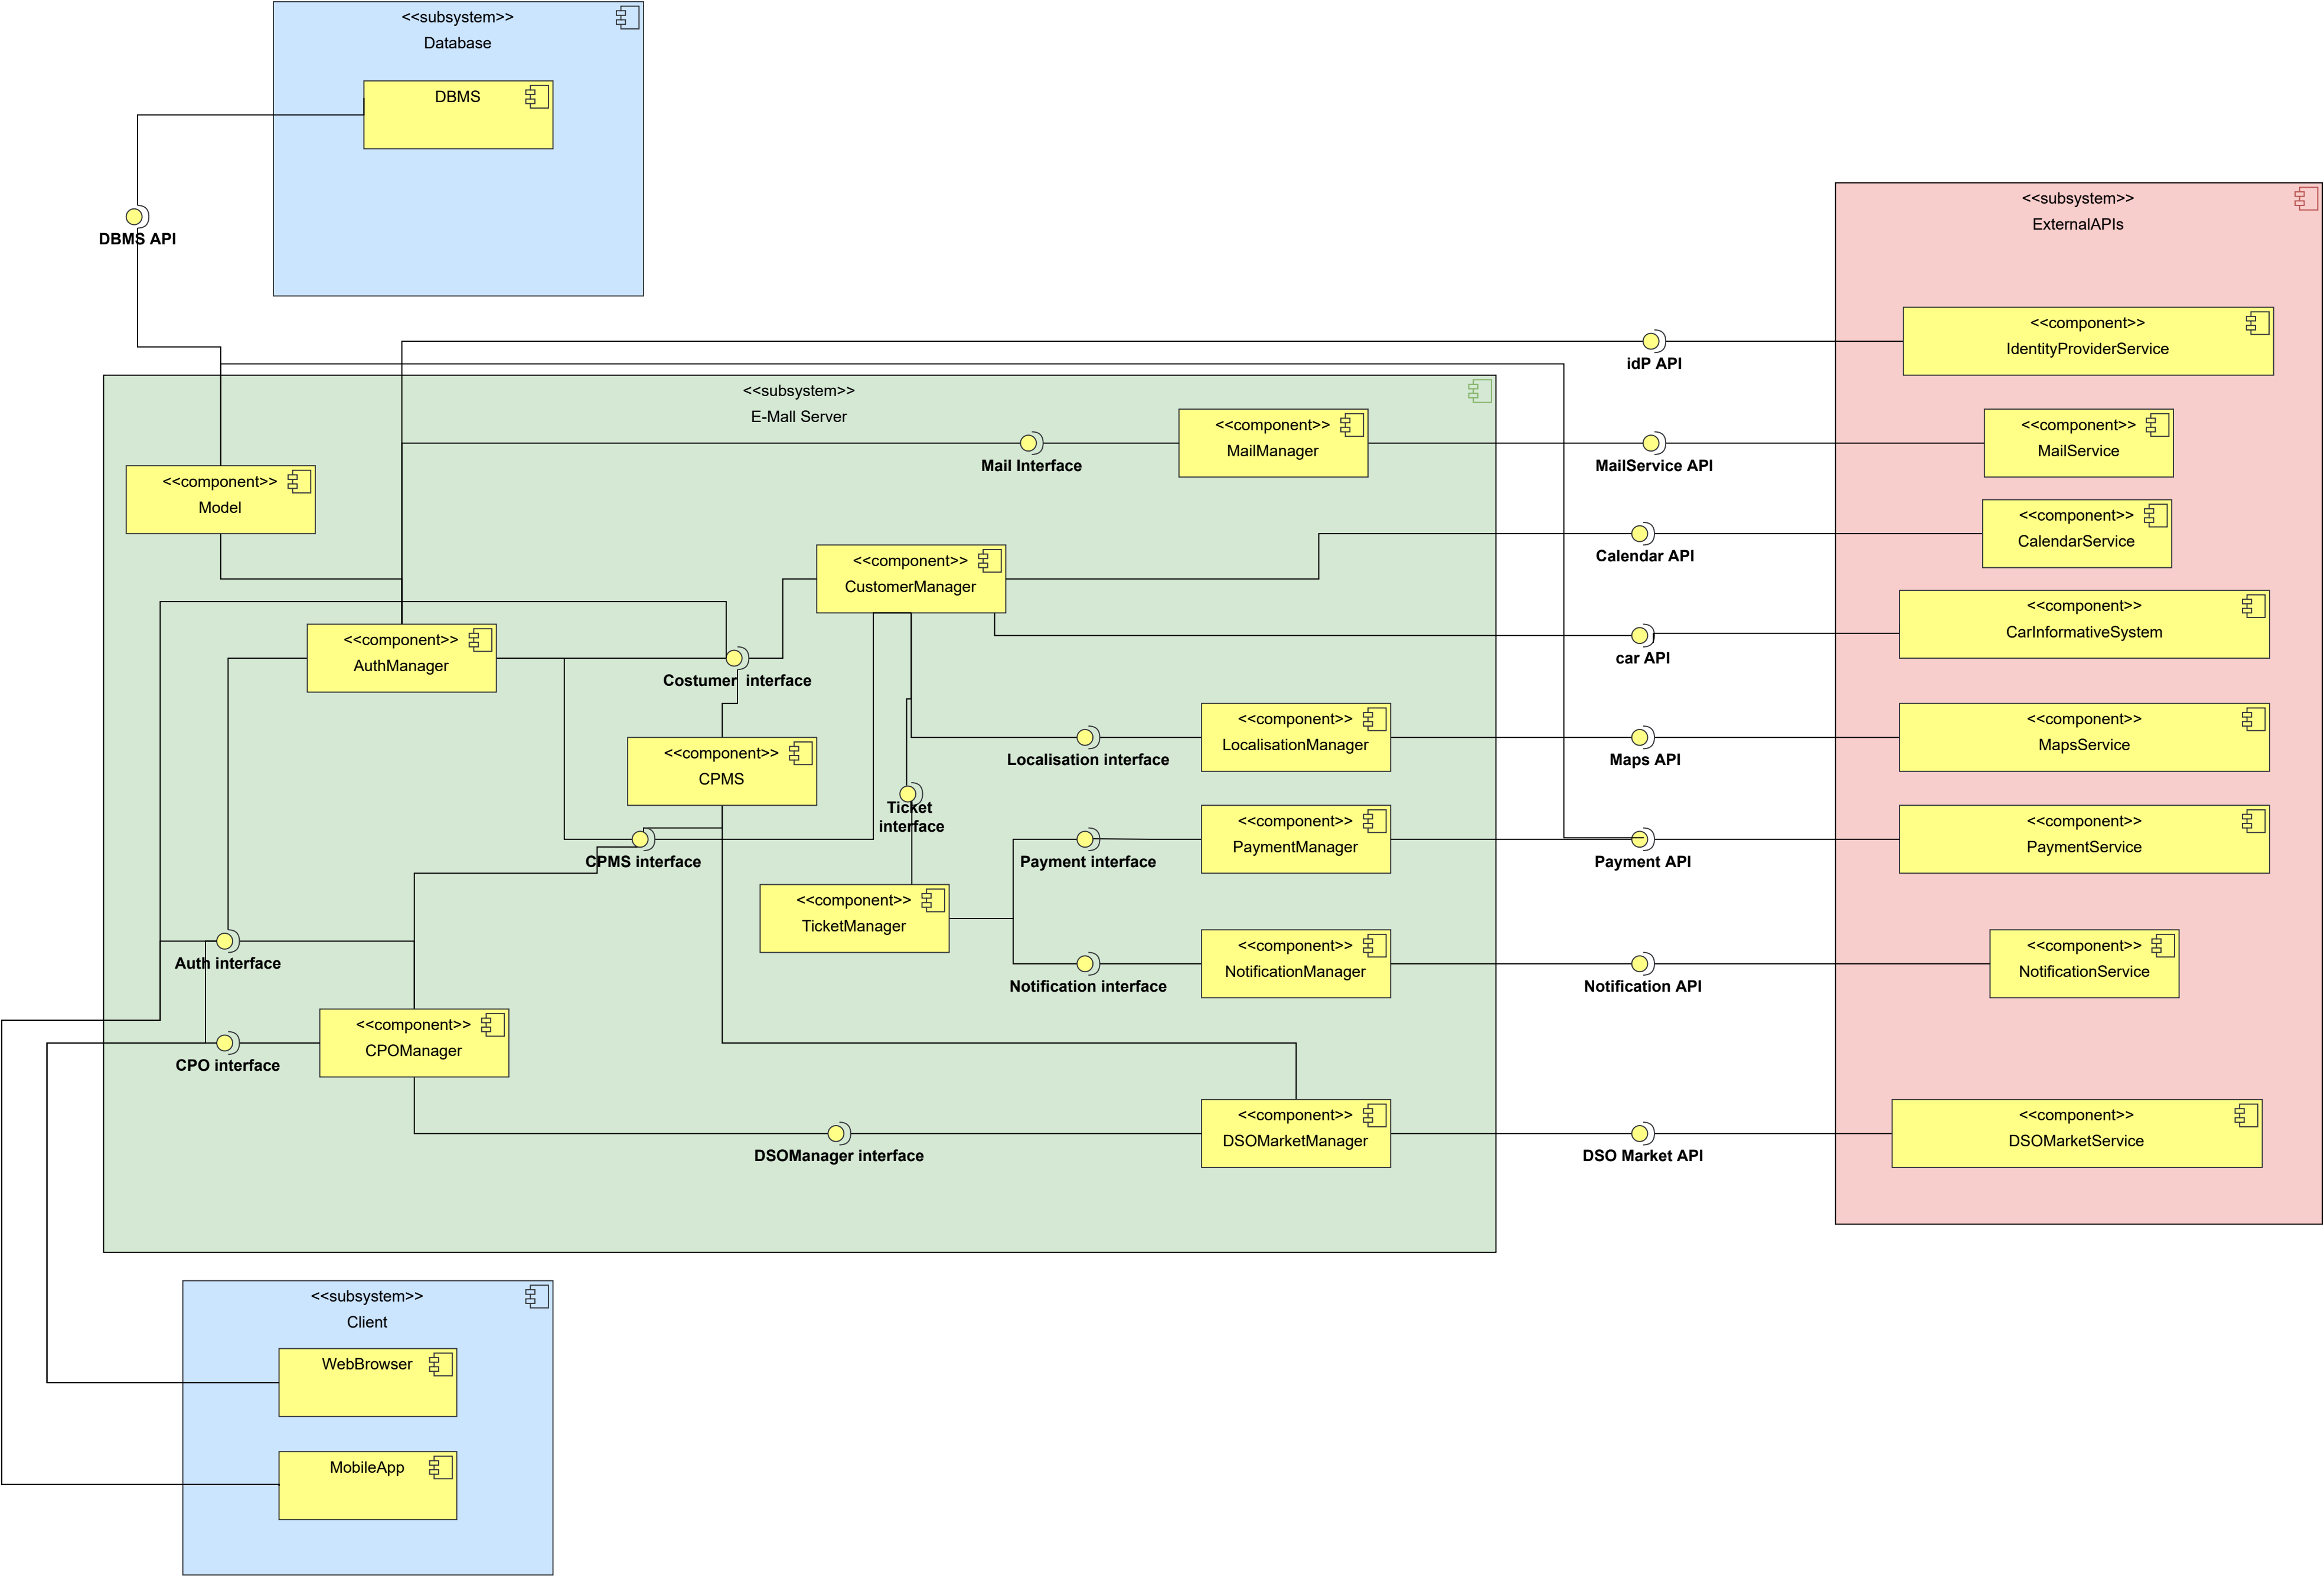 <<subsystem>>
Database
DBMS
DBMS API
<<subsystem>>
ExternalAPIs
<<component>>
IdentityProviderService
idP API
<<subsystem>>
E-Mall Server
<<component>>
MailManager
Mail Interface
MailService API
<<component>>
MailService
<<component>>
Model
<<component>>
CalendarService
Calendar API
<<component>>
CustomerManager
<<component>>
CarInformativeSystem
car API
<<component>>
AuthManager
Costumer  interface
<<component>>
LocalisationManager
Localisation interface
Maps API
<<component>>
MapsService
<<component>>
CPMS
Ticket
interface
CPMS interface
Payment interface
<<component>>
PaymentManager
Payment API
<<component>>
PaymentService
<<component>>
TicketManager
Auth interface
Notification interface
<<component>>
NotificationManager
Notification API
<<component>>
NotificationService
CPO interface
<<component>>
CPOManager
DSOManager interface
<<component>>
DSOMarketManager
DSO Market API
<<component>>
DSOMarketService
<<subsystem>>
Client
WebBrowser
MobileApp